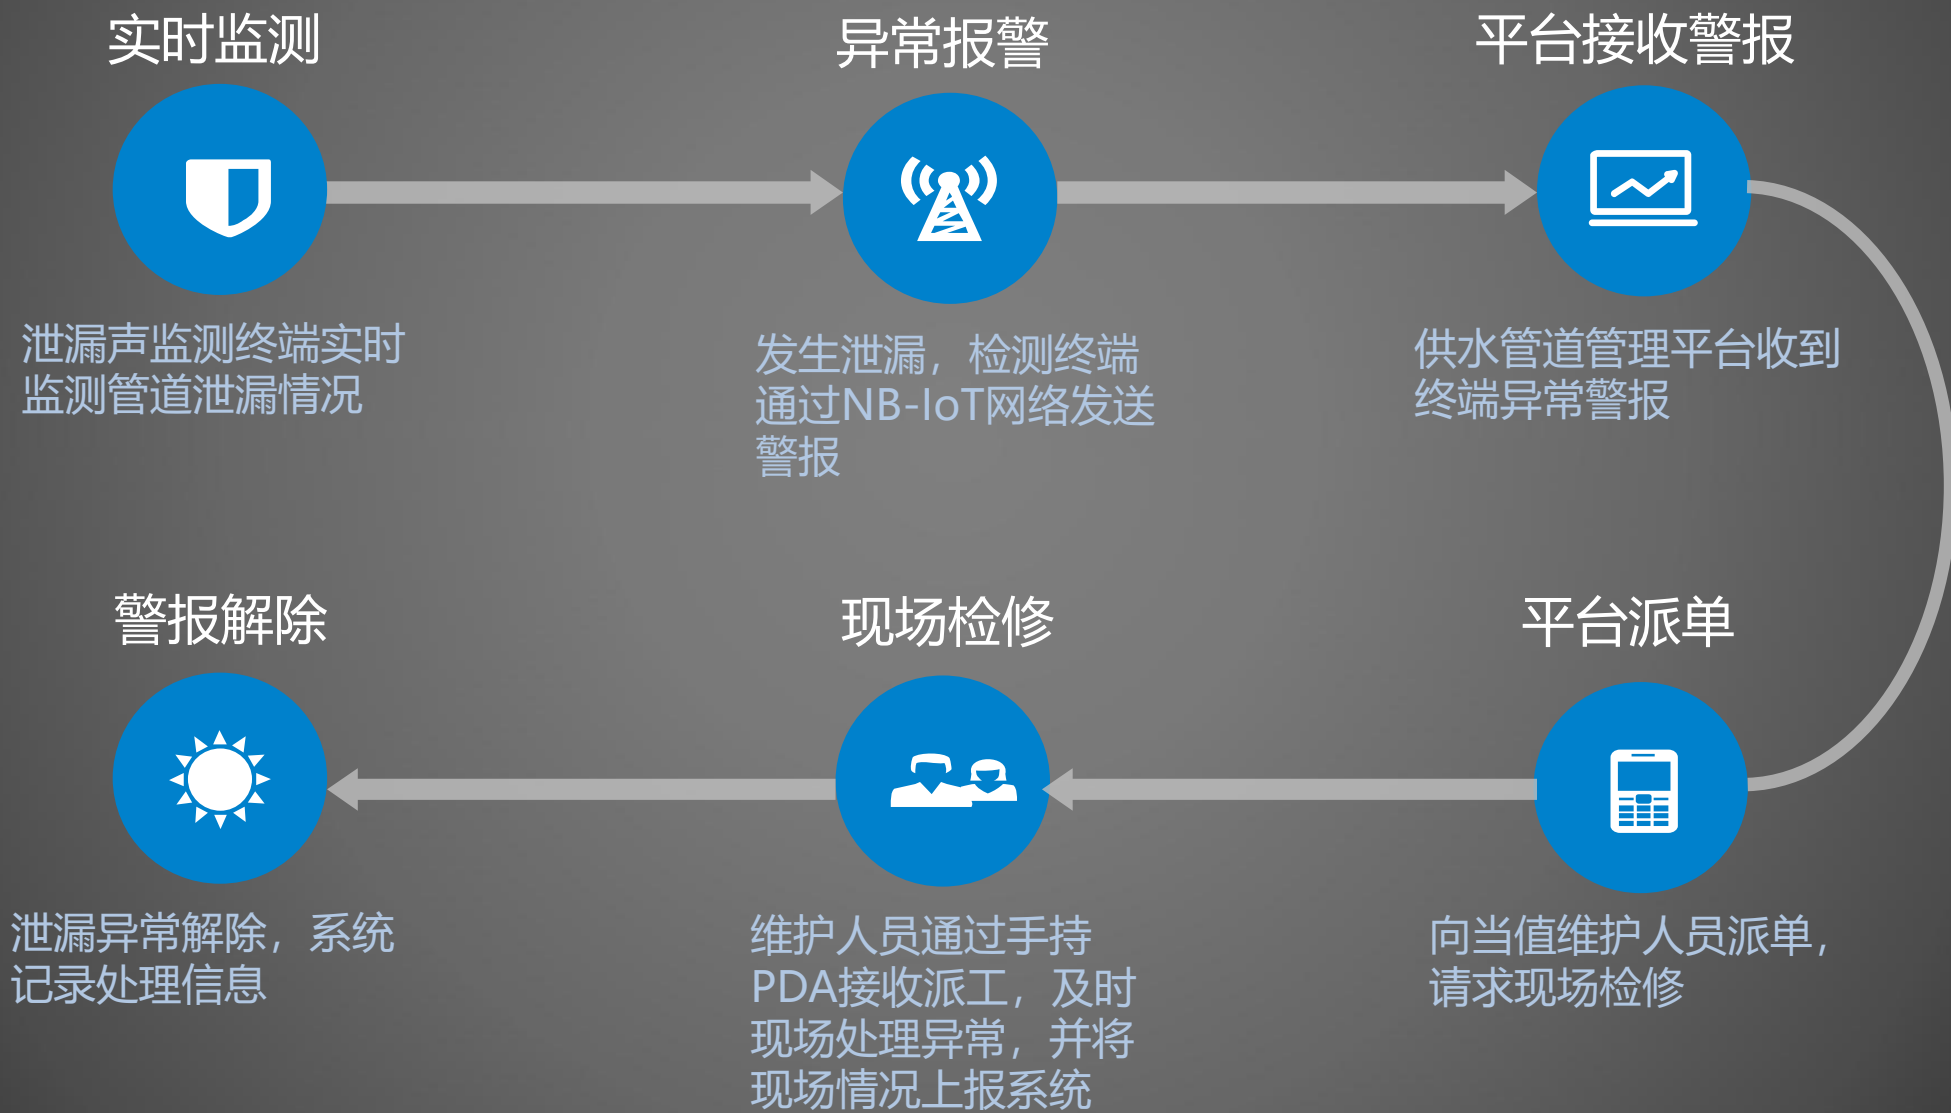 实时监测
泄漏声监测终端实时
监测管道泄漏情况
异常报警
发生泄漏，检测终端
通过NB-IoT网络发送
警报
平台接收警报
供水管道管理平台收到
终端异常警报
平台派单
向当值维护人员派单，
请求现场检修
现场检修
维护人员通过手持
PDA接收派工，及时
现场处理异常，并将
现场情况上报系统
警报解除
泄漏异常解除，系统
记录处理信息